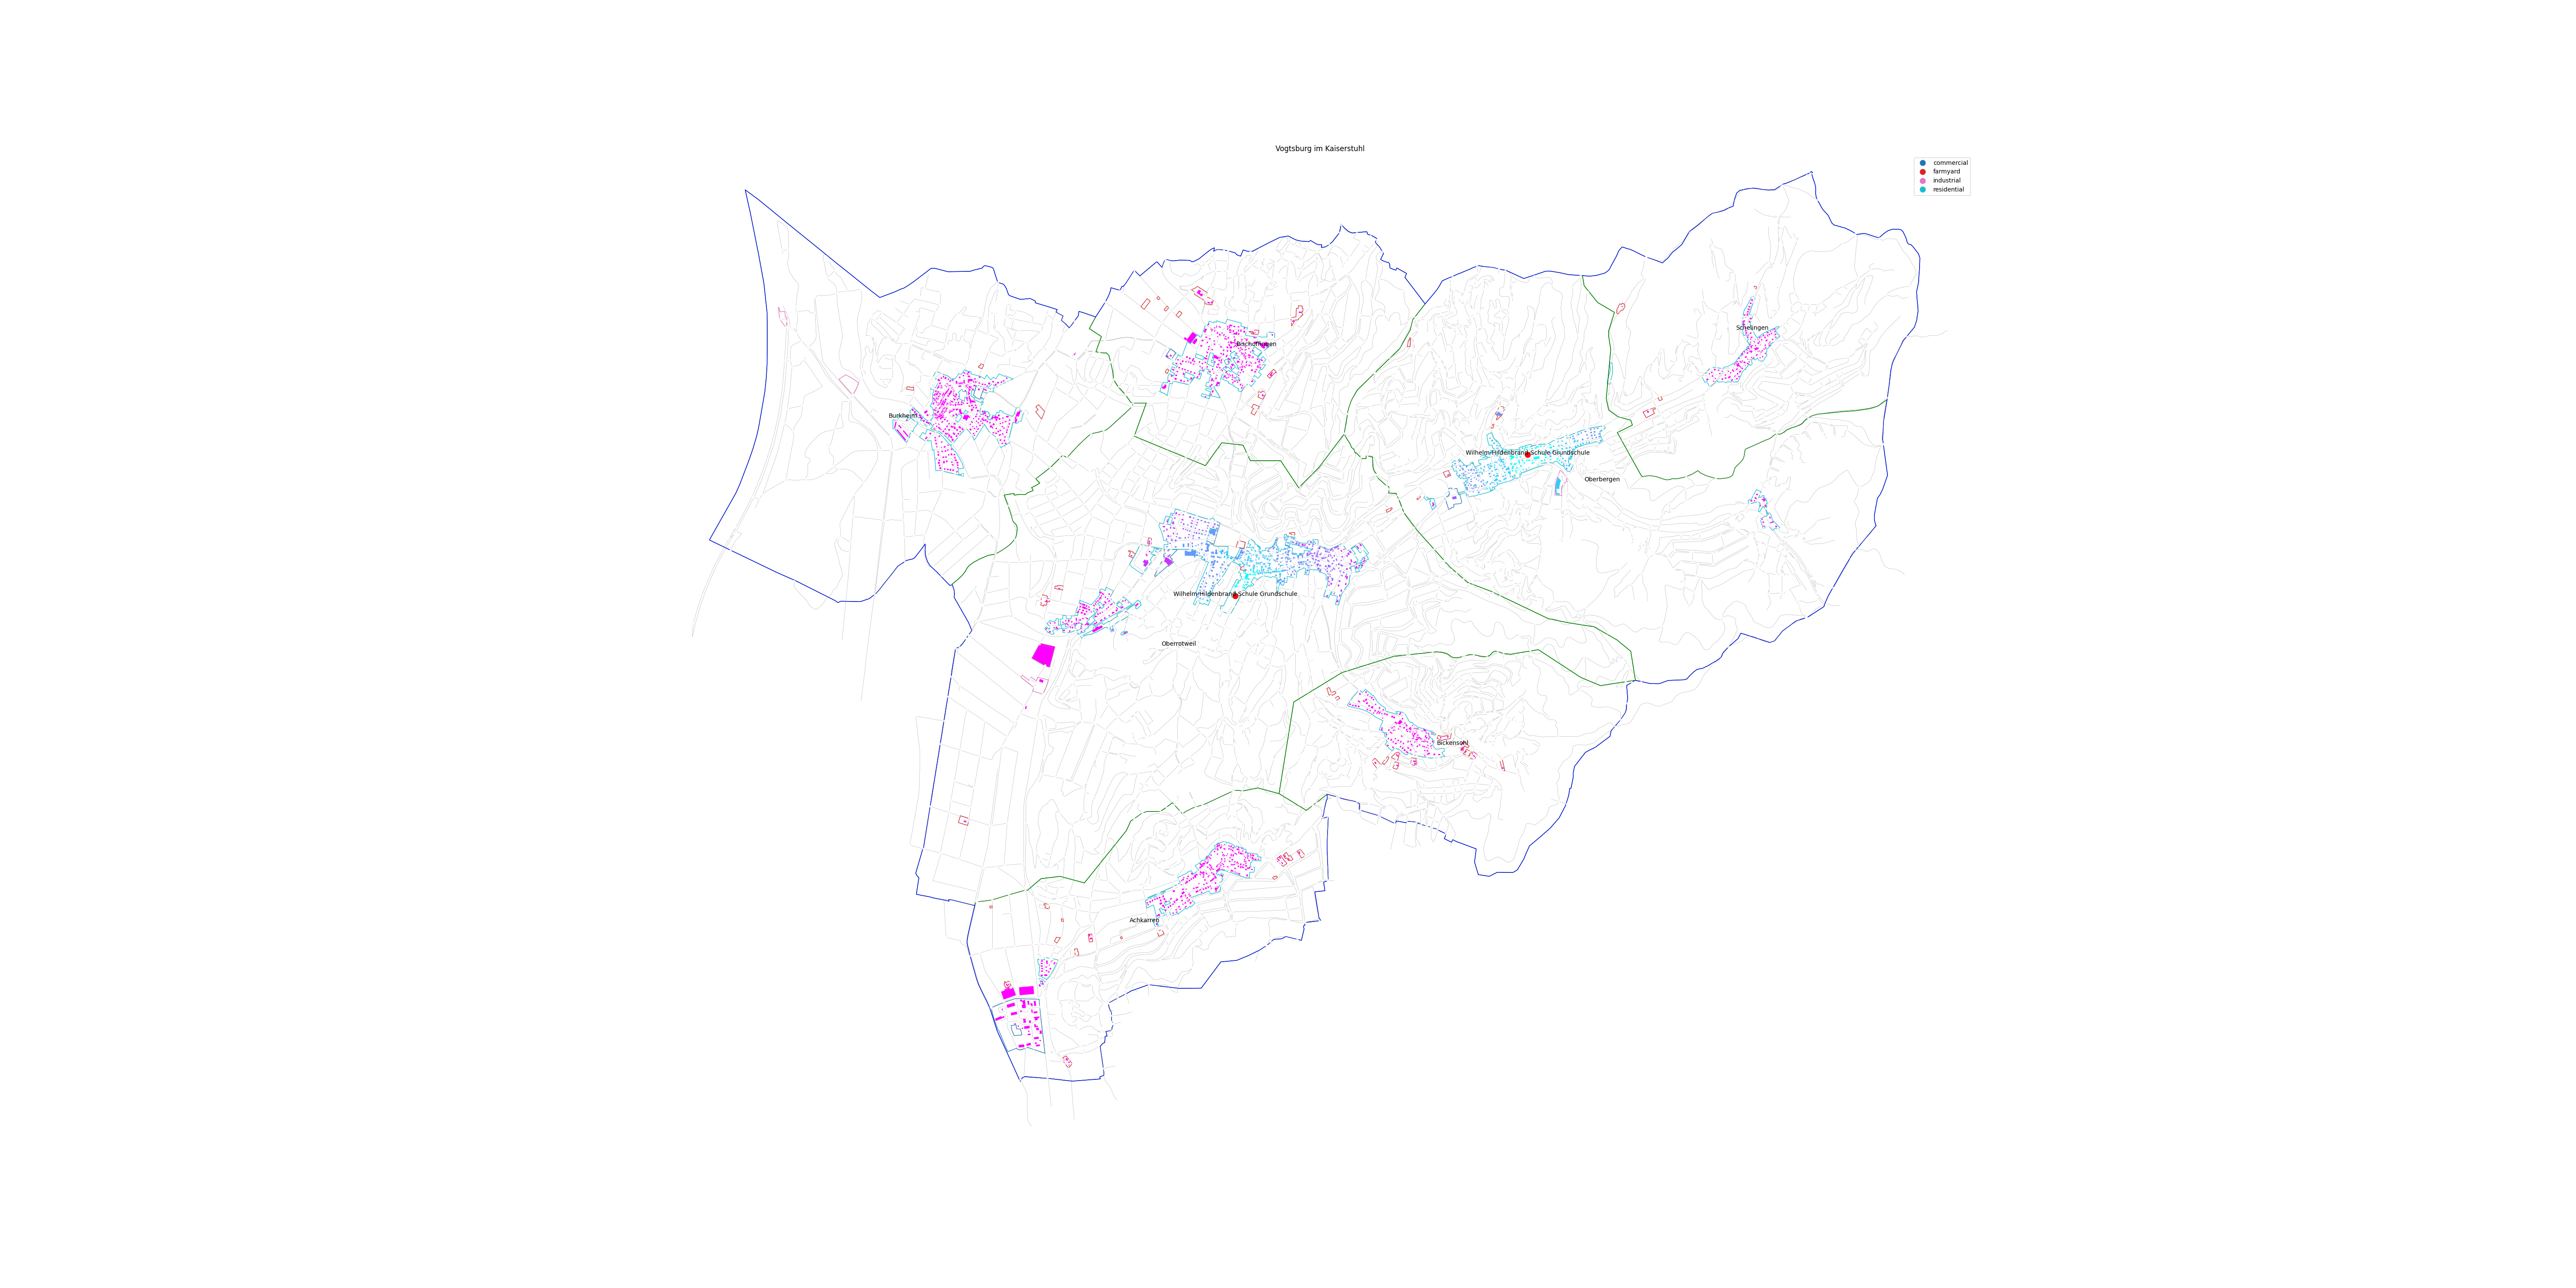 Vogtsburg im Kaiserstuhl
commercial
farmyard
industrial
residential
Schelingen
Bischoffingen
Burkheim
Wilhelm-Hildenbrand-Schule Grundschule
Oberbergen
Wilhelm-Hildenbrand-Schule Grundschule
Oberrotweil
Bickensohl
Achkarren